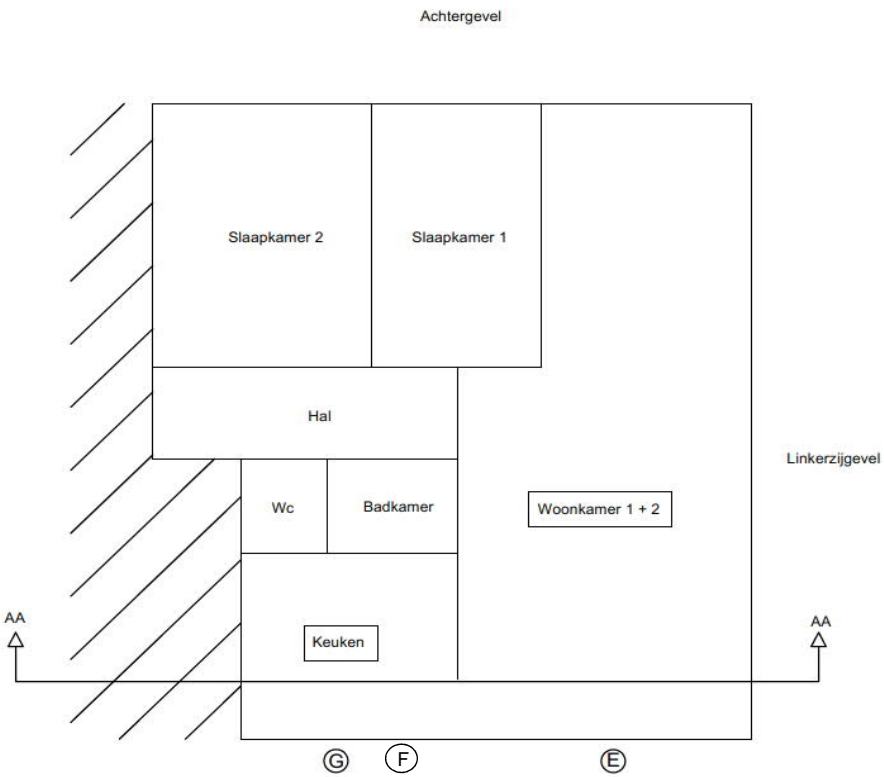 Achtergevel
Slaapkamer 2
Slaapkamer 1
Hal
Linkerzijgevel
Wc
Badkamer
Woonkamer 1 + 2
AA
AA
Keuken
G
F
E